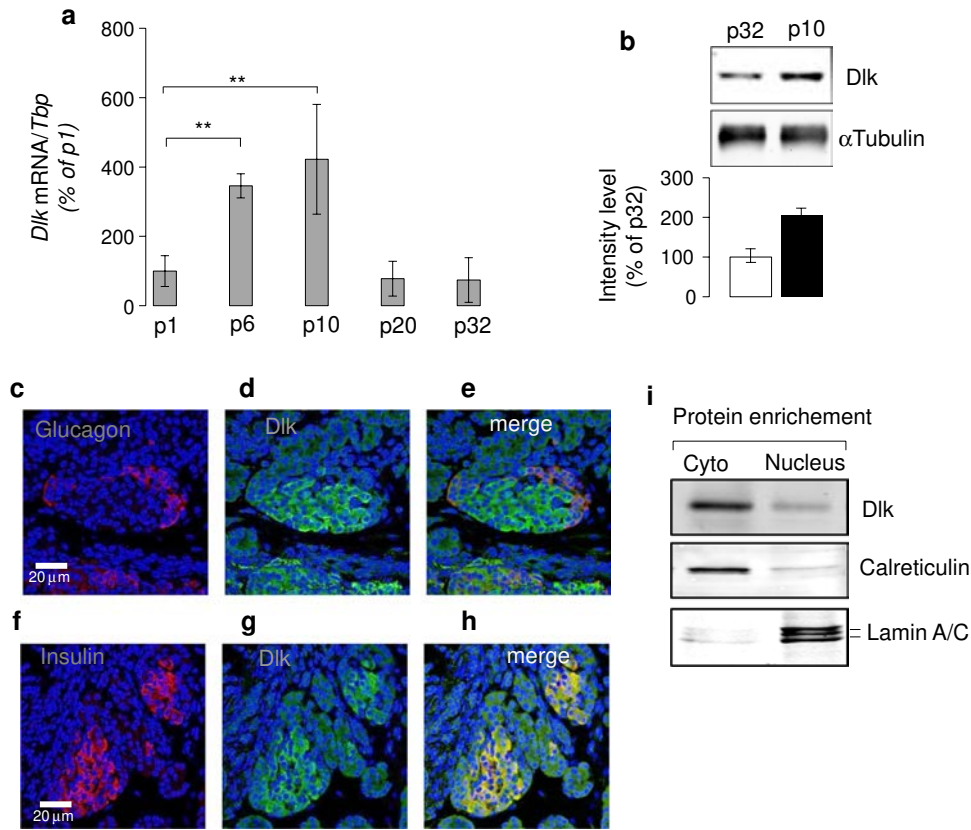 a
800
600
400
200
0
Dlk mRNA/Tbp
(% of p1)
**
**
p1 p6 p10 p20 p32
b
p32 p10
Dlk
αTubulin
Intensity level
(% of p32)
300
200
100
0
c
Glucagon
20 μm
d
Dlk
e
merge
f
Insulin
20 μm
g
Dlk
h
merge
i
Protein enrichement
Cyto Nucleus
Dlk
Calreticulin
Lamin A/C